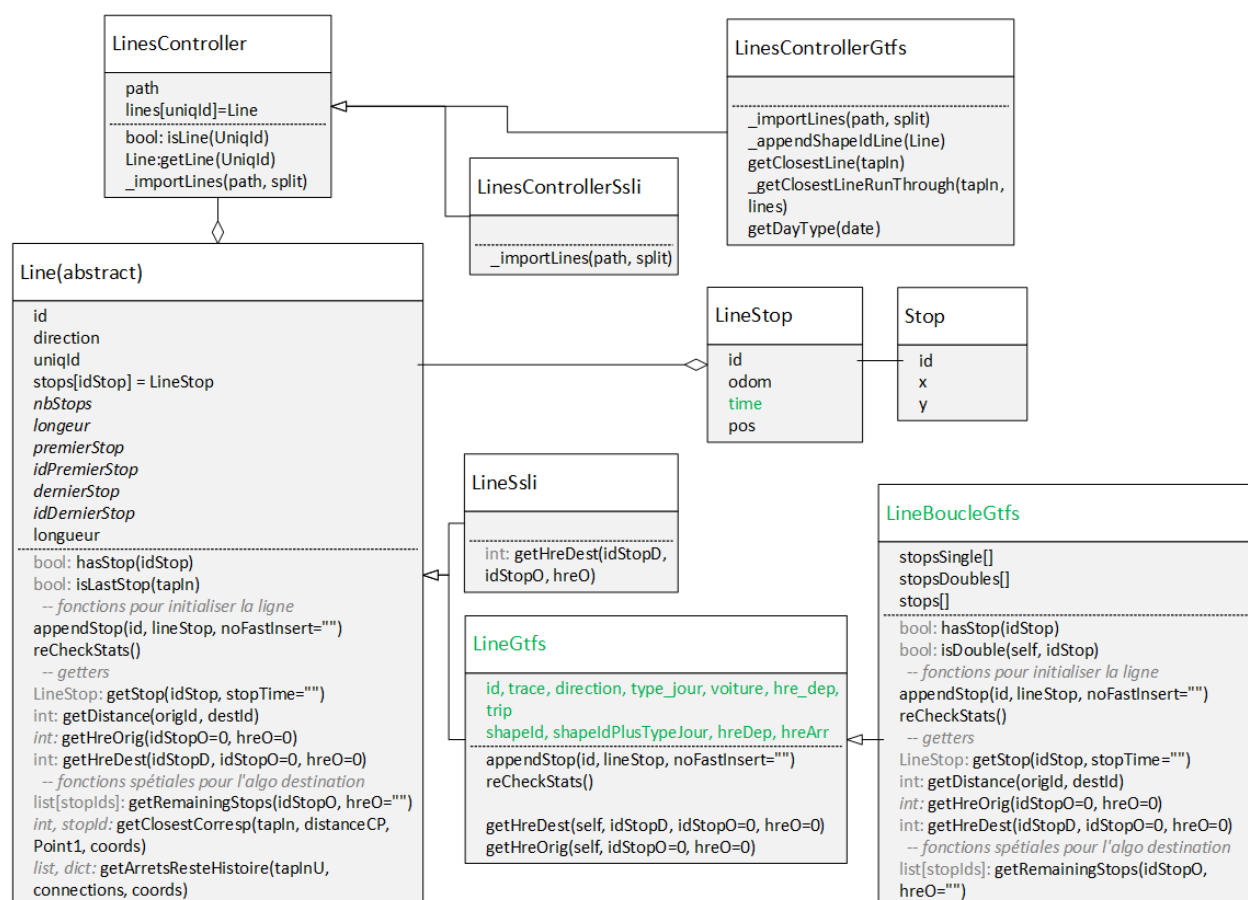 LinesController
path
lines[uniqId]=Line
bool: isLine(UniqId)
Line:getLine(UniqId)
_importLines(path, split)
LinesControllerGtfs
_importLines(path, split)
_appendShapeIdLine(Line)
getClosestLine(tapIn)
_getClosestLineRunThrough(tapIn,
lines)
getDayType(date)
LinesControllerSsli
_importLines(path, split)
Line(abstract)
id
direction
uniqId
stops[idStop] = LineStop
nbStops
longeur
premierStop
idPremierStop
dernierStop
idDernierStop
longueur
bool: hasStop(idStop)
bool: isLastStop(tapIn)
-- fonctions pour initialiser la ligne
appendStop(id, lineStop, noFastInsert="")
reCheckStats()
-- getters
LineStop: getStop(idStop, stopTime="")
int: getDistance(origId, destId)
int: getHreOrig(idStopO=0, hreO=0)
int: getHreDest(idStopD, idStopO=0, hreO=0)
-- fonctions spétiales pour l'algo destination
list[stopIds]: getRemainingStops(idStopO, hreO="")
int, stopId: getClosestCorresp(tapIn, distanceCP,
Point1, coords)
list, dict: getArretsResteHistoire(tapInU,
connections, coords)
LineStop
id
odom
time
pos
Stop
id
x
y
LineSsli
int: getHreDest(idStopD,
idStopO, hreO)
LineGtfs
id, trace, direction, type_jour, voiture, hre_dep,
trip
shapeId, shapeIdPlusTypeJour, hreDep, hreArr
appendStop(id, lineStop, noFastInsert="")
reCheckStats()
getHreDest(self, idStopD, idStopO=0, hreO=0)
getHreOrig(self, idStopO=0, hreO=0)
LineBoucleGtfs
stopsSingle[]
stopsDoubles[]
stops[]
bool: hasStop(idStop)
bool: isDouble(self, idStop)
-- fonctions pour initialiser la ligne
appendStop(id, lineStop, noFastInsert="")
reCheckStats()
-- getters
LineStop: getStop(idStop, stopTime="")
int: getDistance(origId, destId)
int: getHreOrig(idStopO=0, hreO=0)
int: getHreDest(idStopD, idStopO=0, hreO=0)
-- fonctions spétiales pour l'algo destination
list[stopIds]: getRemainingStops(idStopO,
hreO="")